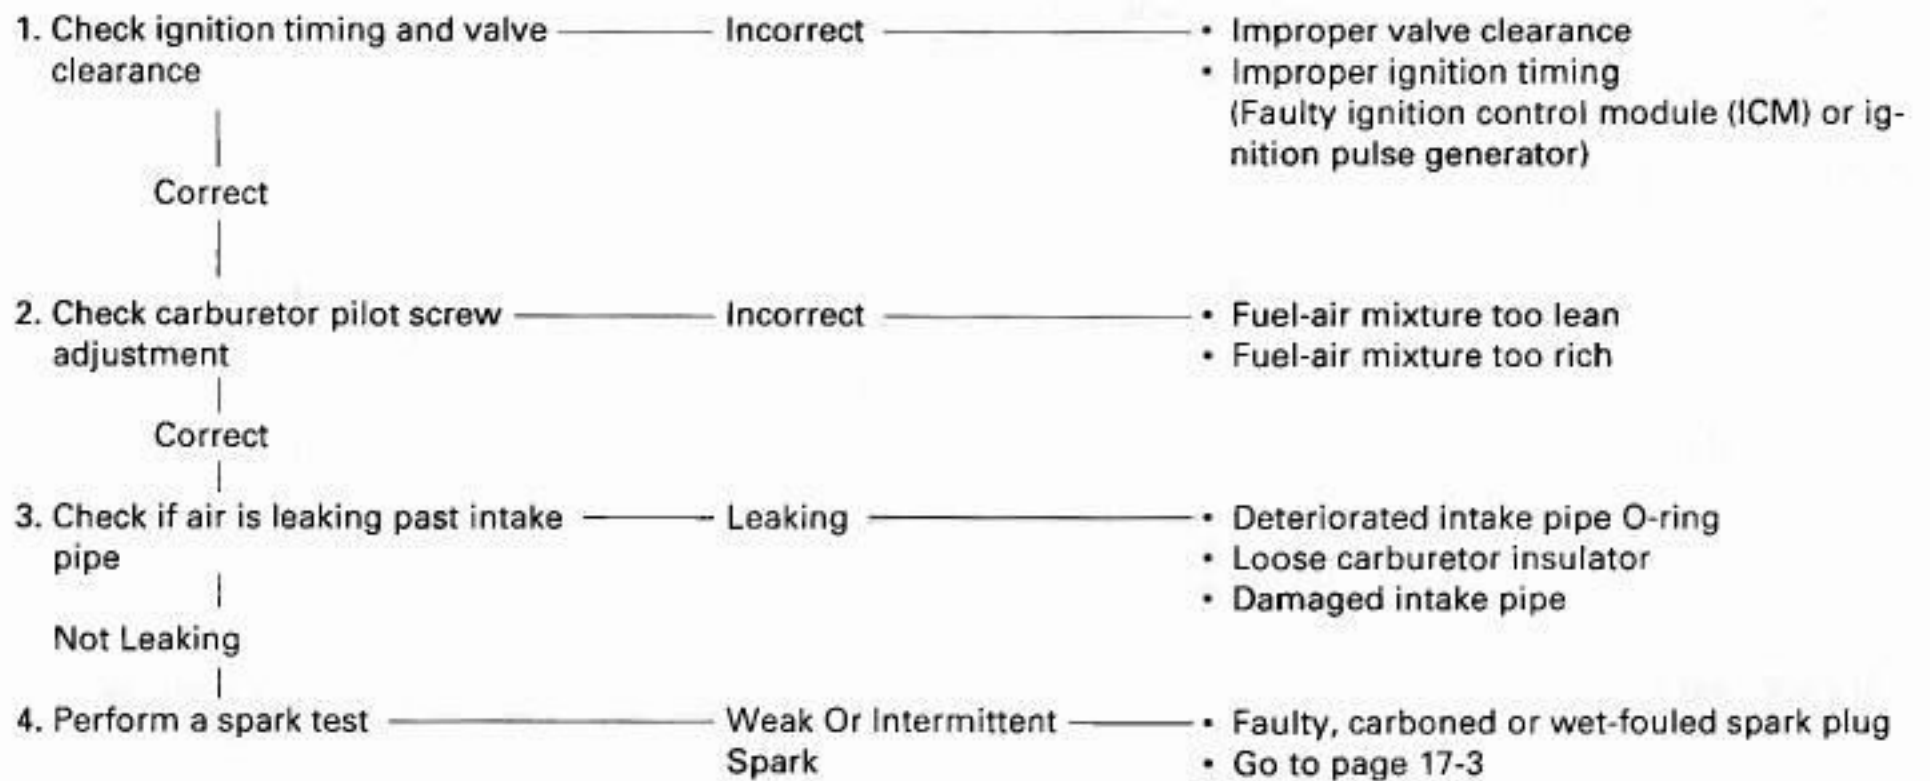 1. Check ignition timing and valve clearance
Incorrect
• Improper valve clearance
• Improper ignition timing
(Faulty ignition control module (ICM) or ig-
nition pulse generator)
Correct
2. Check carburetor pilot screw
adjustment
Incorrect
• Fuel-air mixture too lean
• Fuel-air mixture too rich
Correct
3. Check if air is leaking past intake
pipe
Leaking
• Deteriorated intake pipe O-ring
• Loose carburetor insulator
• Damaged intake pipe
Not Leaking
4. Perform a spark test
Weak Or Intermittent
Spark
• Faulty, carboned or wet-fouled spark plug
• Go to page 17-3